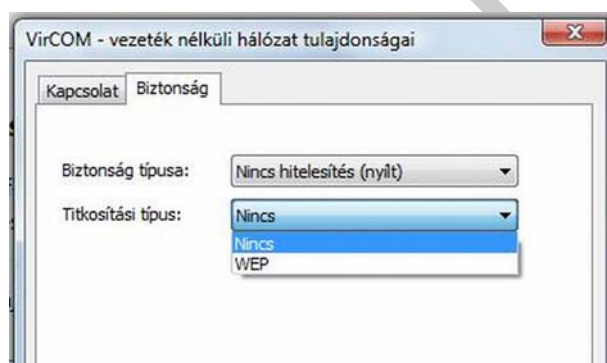 VirCOM - vezeték nélküli hálózat tulajdonságai
Kapcsolat Biztonság
Biztonság típusa: Nincs hitelesítés (nyílt)
Titkosítási típus: Nincs
Nincs
WEP